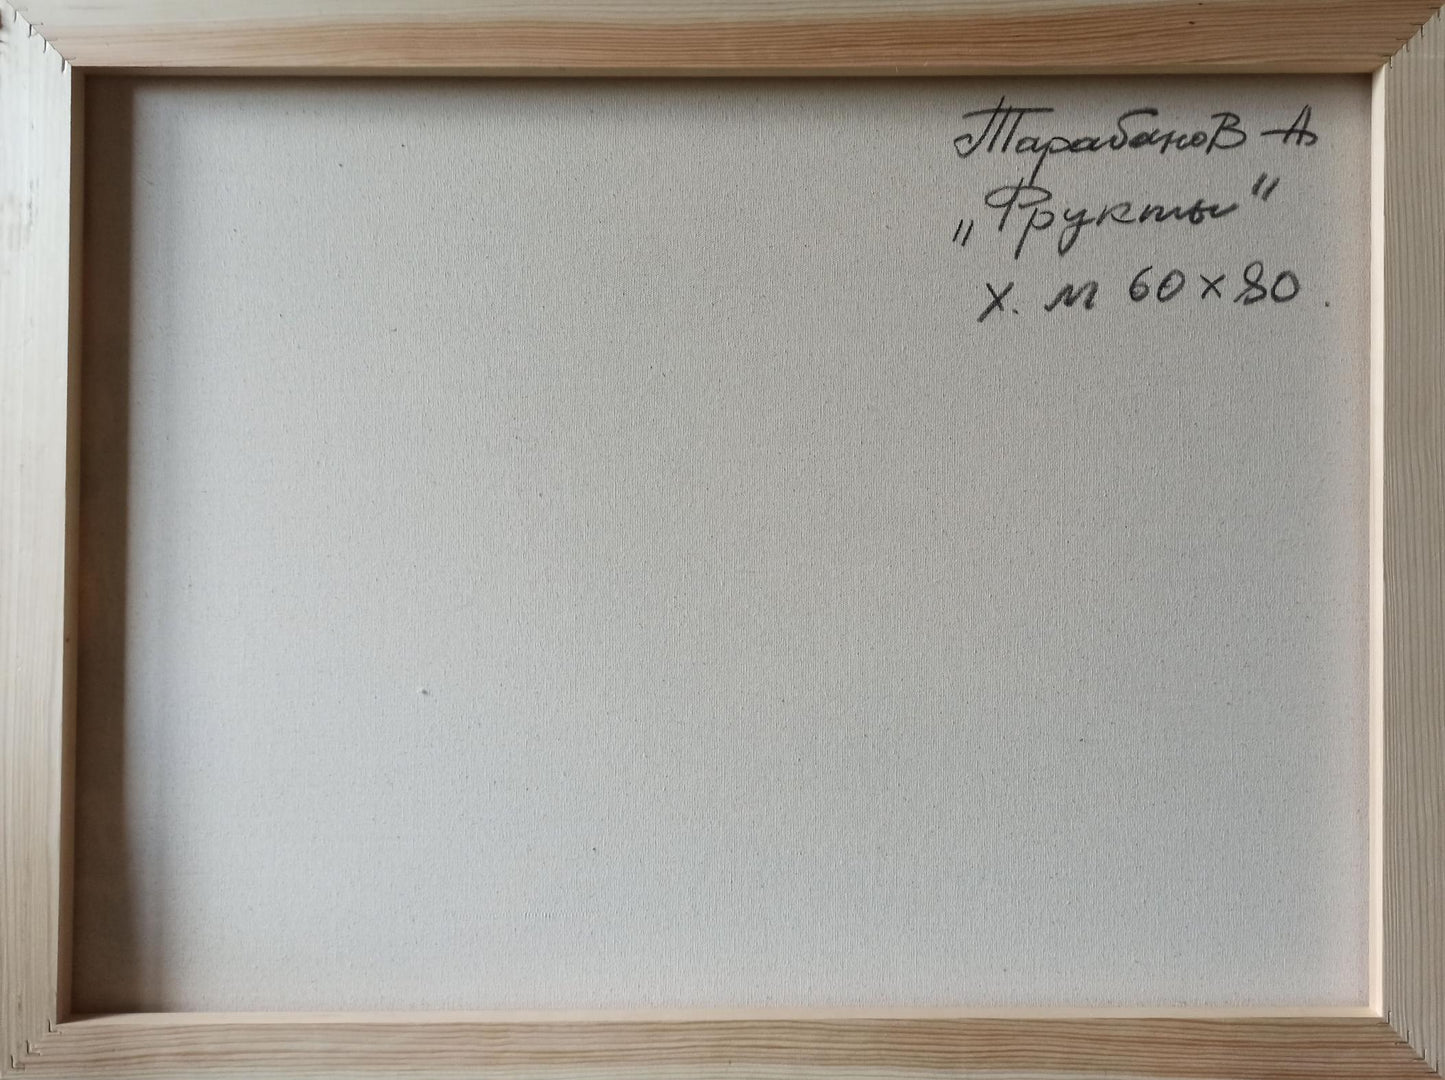 Тарабанов А
„Фрукты"
х. м 60 х 80.